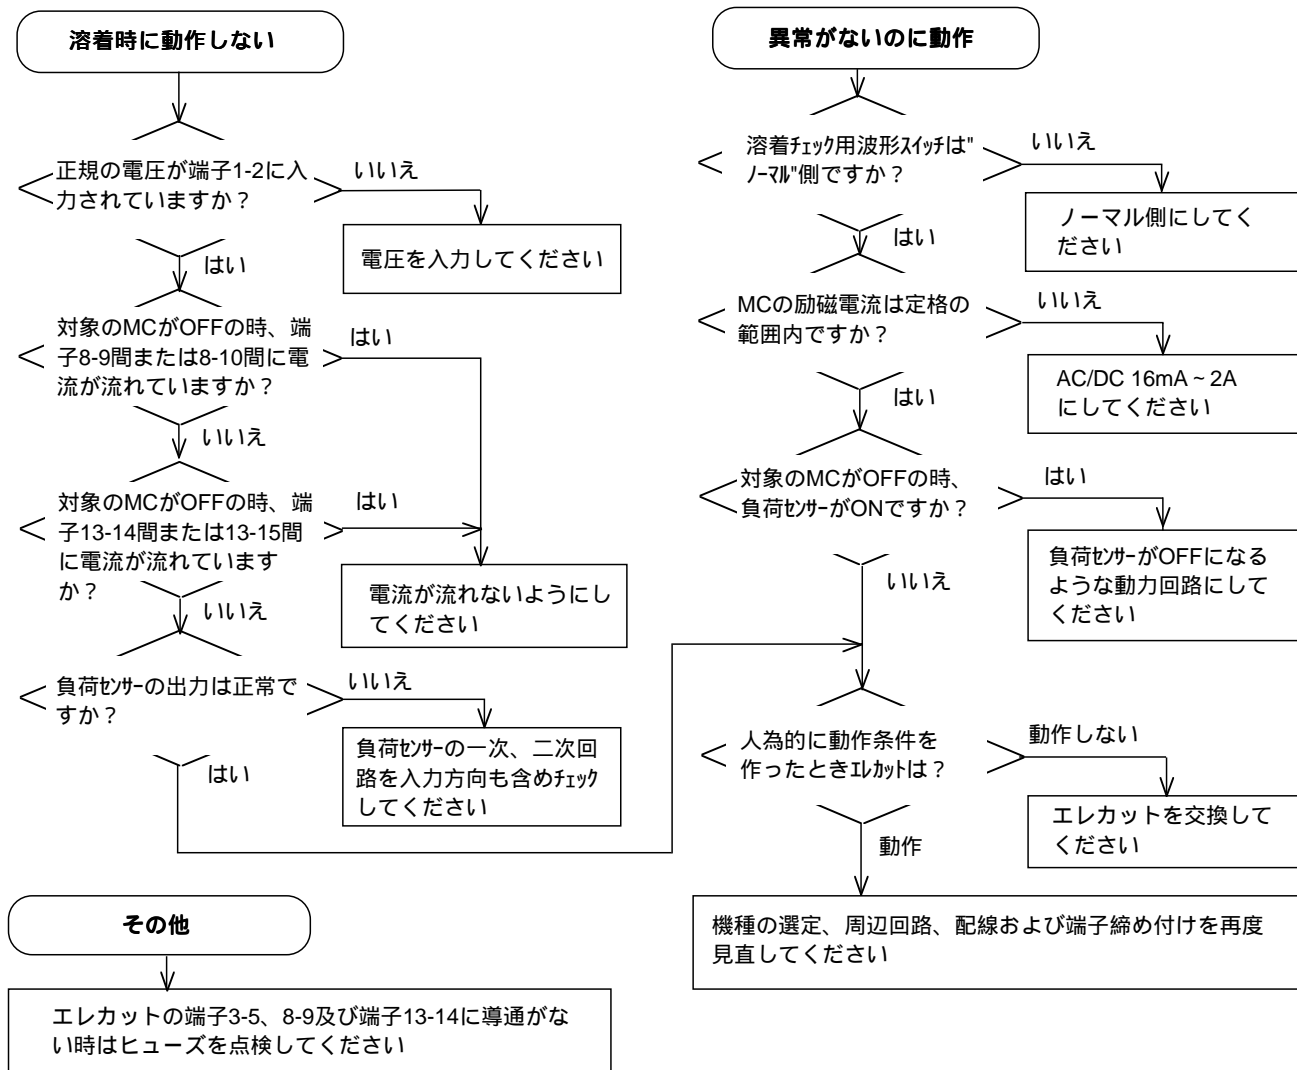 溶着時に動作しない
正規の電圧が端子1-2に入
力されていますか？
いいえ
電圧を入力してください
はい
対象のMCがOFFの時、端
子8-9間または8-10間に電
流が流れていますか？
はい
いいえ
対象のMCがOFFの時、端
子13-14間または13-15間
に電流が流れています
か？
はい
電流が流れないようにし
てください
いいえ
負荷ｾﾝｻｰの出力は正常で
すか？
いいえ
負荷ｾﾝｻｰの一次、二次回
路を入力方向も含めﾁｪｯｸ
してください
はい
異常がないのに動作
溶着ﾁｪｯｸ用波形ｽｲｯﾁは"
ﾉｰﾏﾙ"側ですか？
いいえ
ノーマル側にしてく
ださい
はい
MCの励磁電流は定格の
範囲内ですか？
いいえ
AC/DC 16mA ~ 2A
にしてください
はい
対象のMCがOFFの時、
負荷ｾﾝｻｰがONですか？
はい
負荷ｾﾝｻｰがOFFになる
ような動力回路にして
ください
いいえ
人為的に動作条件を
作ったときｴﾚｶｯﾄは？
動作しない
エレカットを交換して
ください
動作
機種の選定、周辺回路、配線および端子締め付けを再度
見直してください
その他
エレカットの端子3-5、8-9及び端子13-14に導通がな
い時はヒューズを点検してください